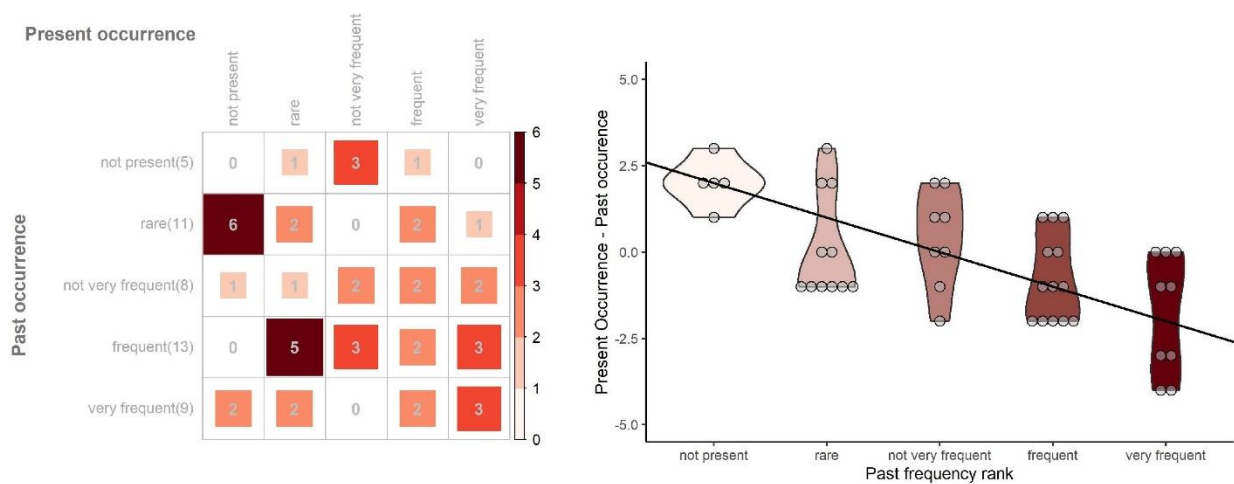 Present occurrence
not present
rare
not very frequent
frequent
very frequent
Past occurrence
not present(5) 0 1 3 1 0
rare(11) 6 2 0 2 1
not very frequent(8) 1 1 2 2 2
frequent(13) 0 5 3 2 3
very frequent(9) 2 2 0 2 3
6
5
4
3
2
1
0
Present Occurrence - Past occurence
5.0
2.5
0.0
-2.5
-5.0
not present rare not very frequent frequent very frequent
Past frequency rank